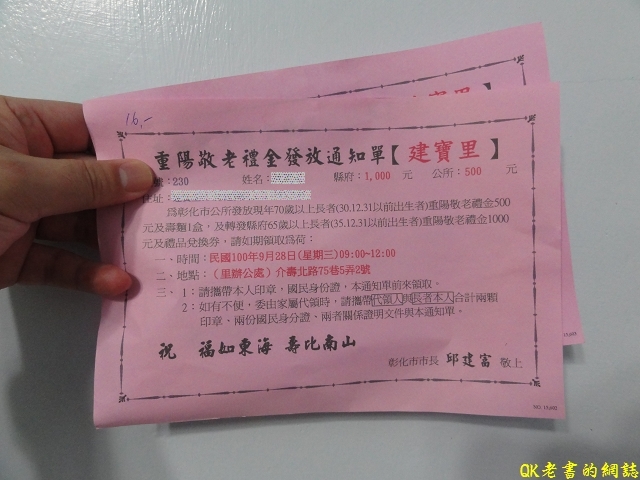 16,-
重陽敬老禮金發放通知單【建寶里】
號:230 姓名: 縣府:1,000 元 公所:500 元
住址:
為彰化市公所發放現年70歲以上長者(30.12.31以前出生者)重陽敬老禮金500
元及壽麵1盒,及轉發縣府65歲以上長者(35.12.31以前出生者)重陽敬老禮金1000
元及禮品兌換券,請如期領取為荷:
一、時間:民國100年9月28日(星期三)09:00~12:00
二、地點:(里辦公處)介壽北路75巷5弄2號
三、1:請攜帶本人印章,國民身份證,本通知單前來領取。
2:如有不便,委由家屬代領時,請攜帶代領人與長者本人合計兩顆
印章、兩份國民身分證、兩者關係證明文件與本通知單。
祝 福如東海 壽比南山
彰化市市長 邱建富 敬上
寶里】
QK老書的網誌